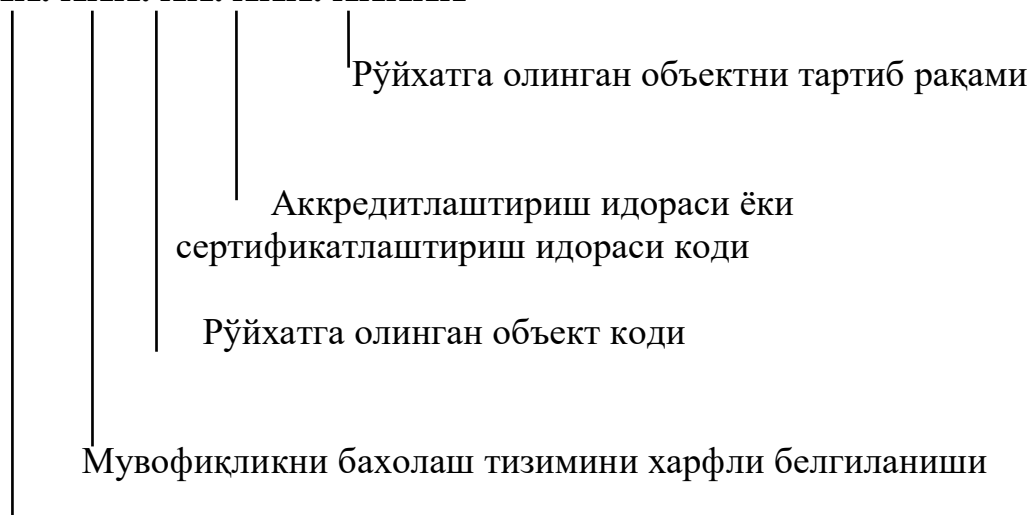 Рўйхатга олинган объектни тартиб рақами
Аккредитлаштириш идораси ёки
сертификатлаштириш идораси коди
Рўйхатга олинган объект коди
Мувофиқликни бахолаш тизимини харфли белгиланиши